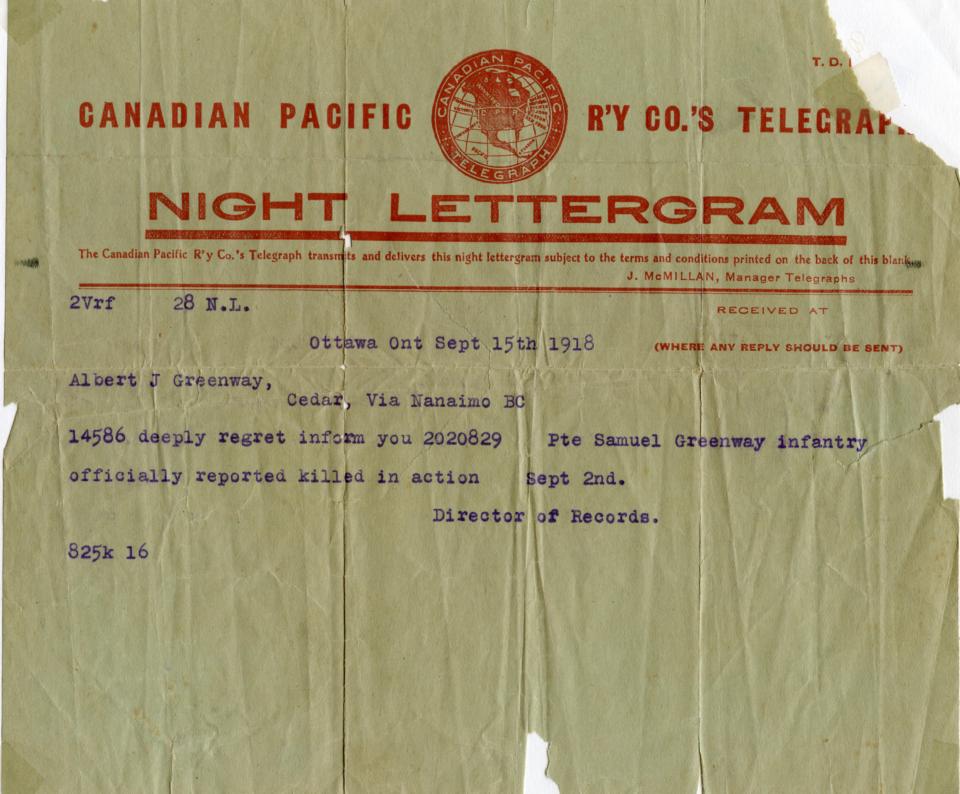 T. D.
CANADIAN PACIFIC R'Y CO.'S TELEGRAPH
CANADIAN PACIFIC
TELEGRAPH
NIGHT LETTERGRAM
The Canadian Pacific R'y Co.'s Telegraph transmits and delivers this night lettergram subject to the terms and conditions printed on the back of this blank.
J. McMILLAN, Manager Telegraphs
2Vrf 28 N.L.
RECEIVED AT
Ottawa Ont Sept 15th 1918
(WHERE ANY REPLY SHOULD BE SENT)
Albert J Greenway,
Cedar, Via Nanaimo BC
14586 deeply regret inform you 2020829 Pte Samuel Greenway infantry
officially reported killed in action Sept 2nd.
Director of Records.
825k 16